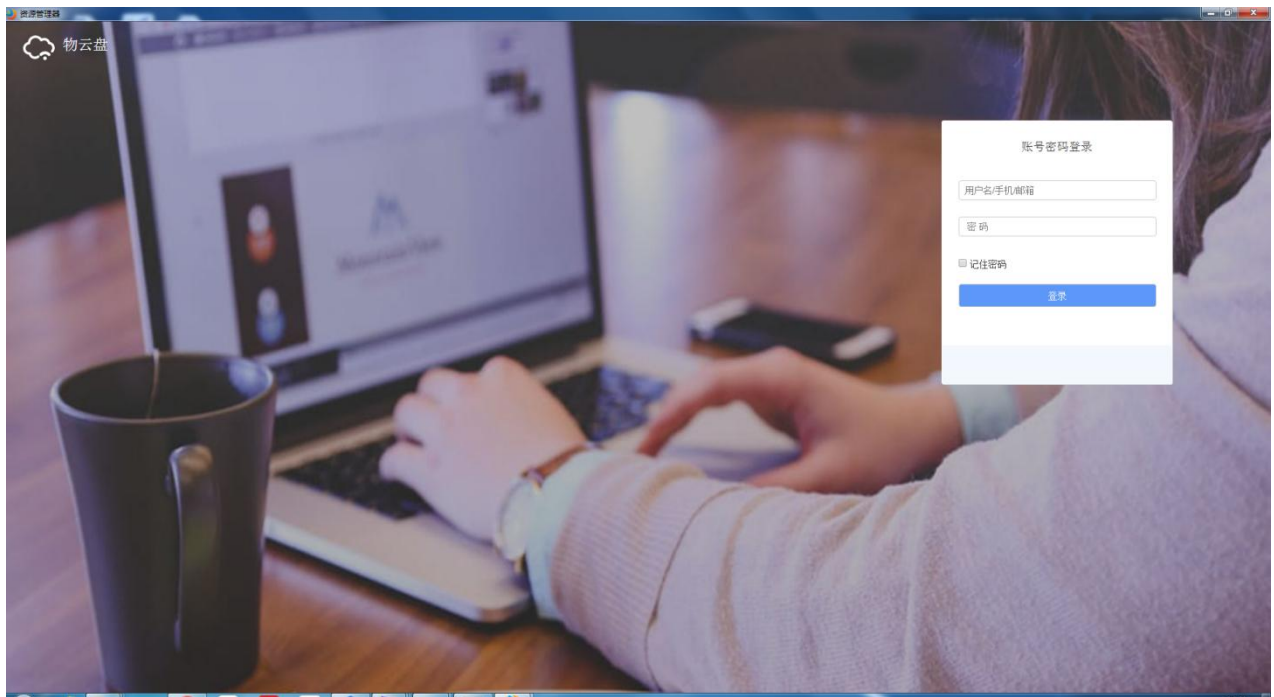 资源管理器
物云盘
账号密码登录
用户名/手机/邮箱
密 码
记住密码
登录